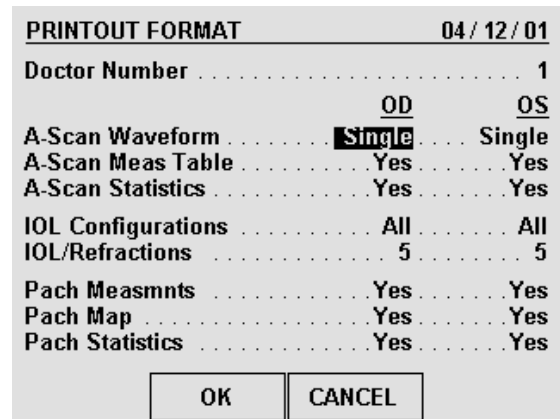 PRINTOUT FORMAT 04 / 12 / 01
Doctor Number . . . . . . . . . . . . . . . . . . . . . . . . . . 1
OD OS
A-Scan Waveform . . . . . . . . Single . . . . Single
A-Scan Meas Table . . . . . . . . . . Yes . . . . . . . Yes
A-Scan Statistics . . . . . . . . . . . . Yes . . . . . . . Yes
IOL Configurations . . . . . . . . . . . All . . . . . . . . All
IOL/Refractions . . . . . . . . . . . . . . 5 . . . . . . . . . 5
Pach Measmnts . . . . . . . . . . . . Yes . . . . . . . Yes
Pach Map . . . . . . . . . . . . . . . . . Yes . . . . . . . Yes
Pach Statistics . . . . . . . . . . . . . Yes . . . . . . . Yes
OK CANCEL